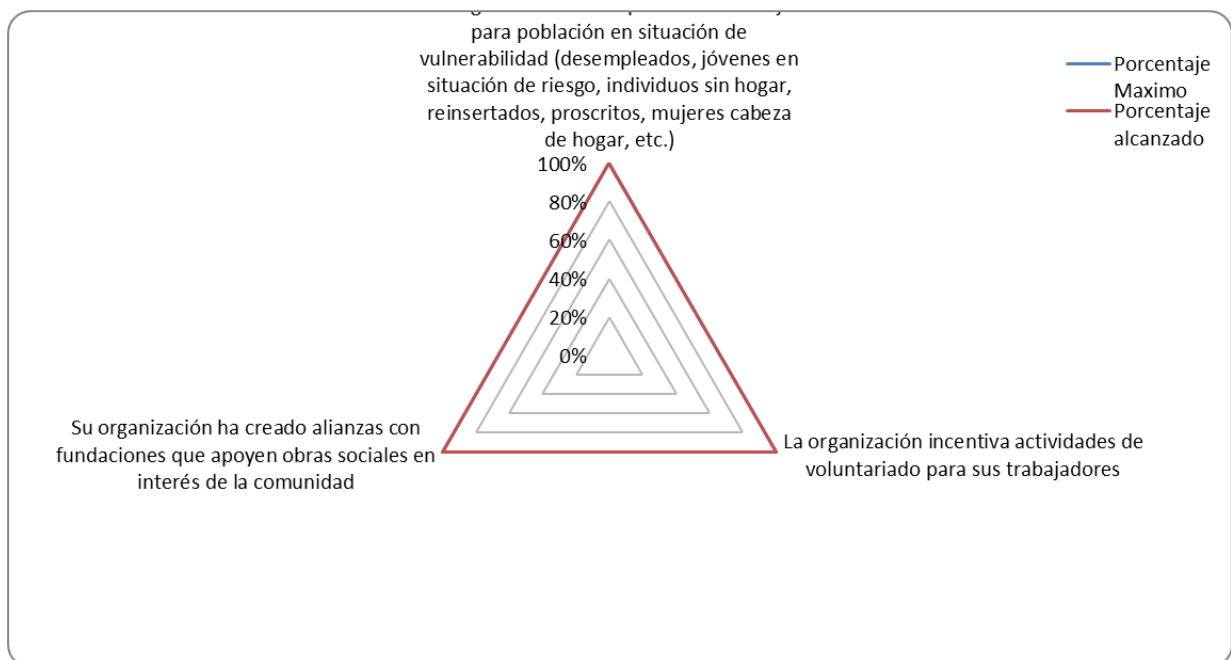 para población en situación de
vulnerabilidad (desempleados, jóvenes en
situación de riesgo, individuos sin hogar,
reinsertados, proscritos, mujeres cabeza
de hogar, etc.)
Porcentaje
Maximo
Porcentaje
alcanzado
100%
80%
60%
40%
20%
0%
Su organización ha creado alianzas con
fundaciones que apoyen obras sociales en
interés de la comunidad
La organización incentiva actividades de
voluntariado para sus trabajadores